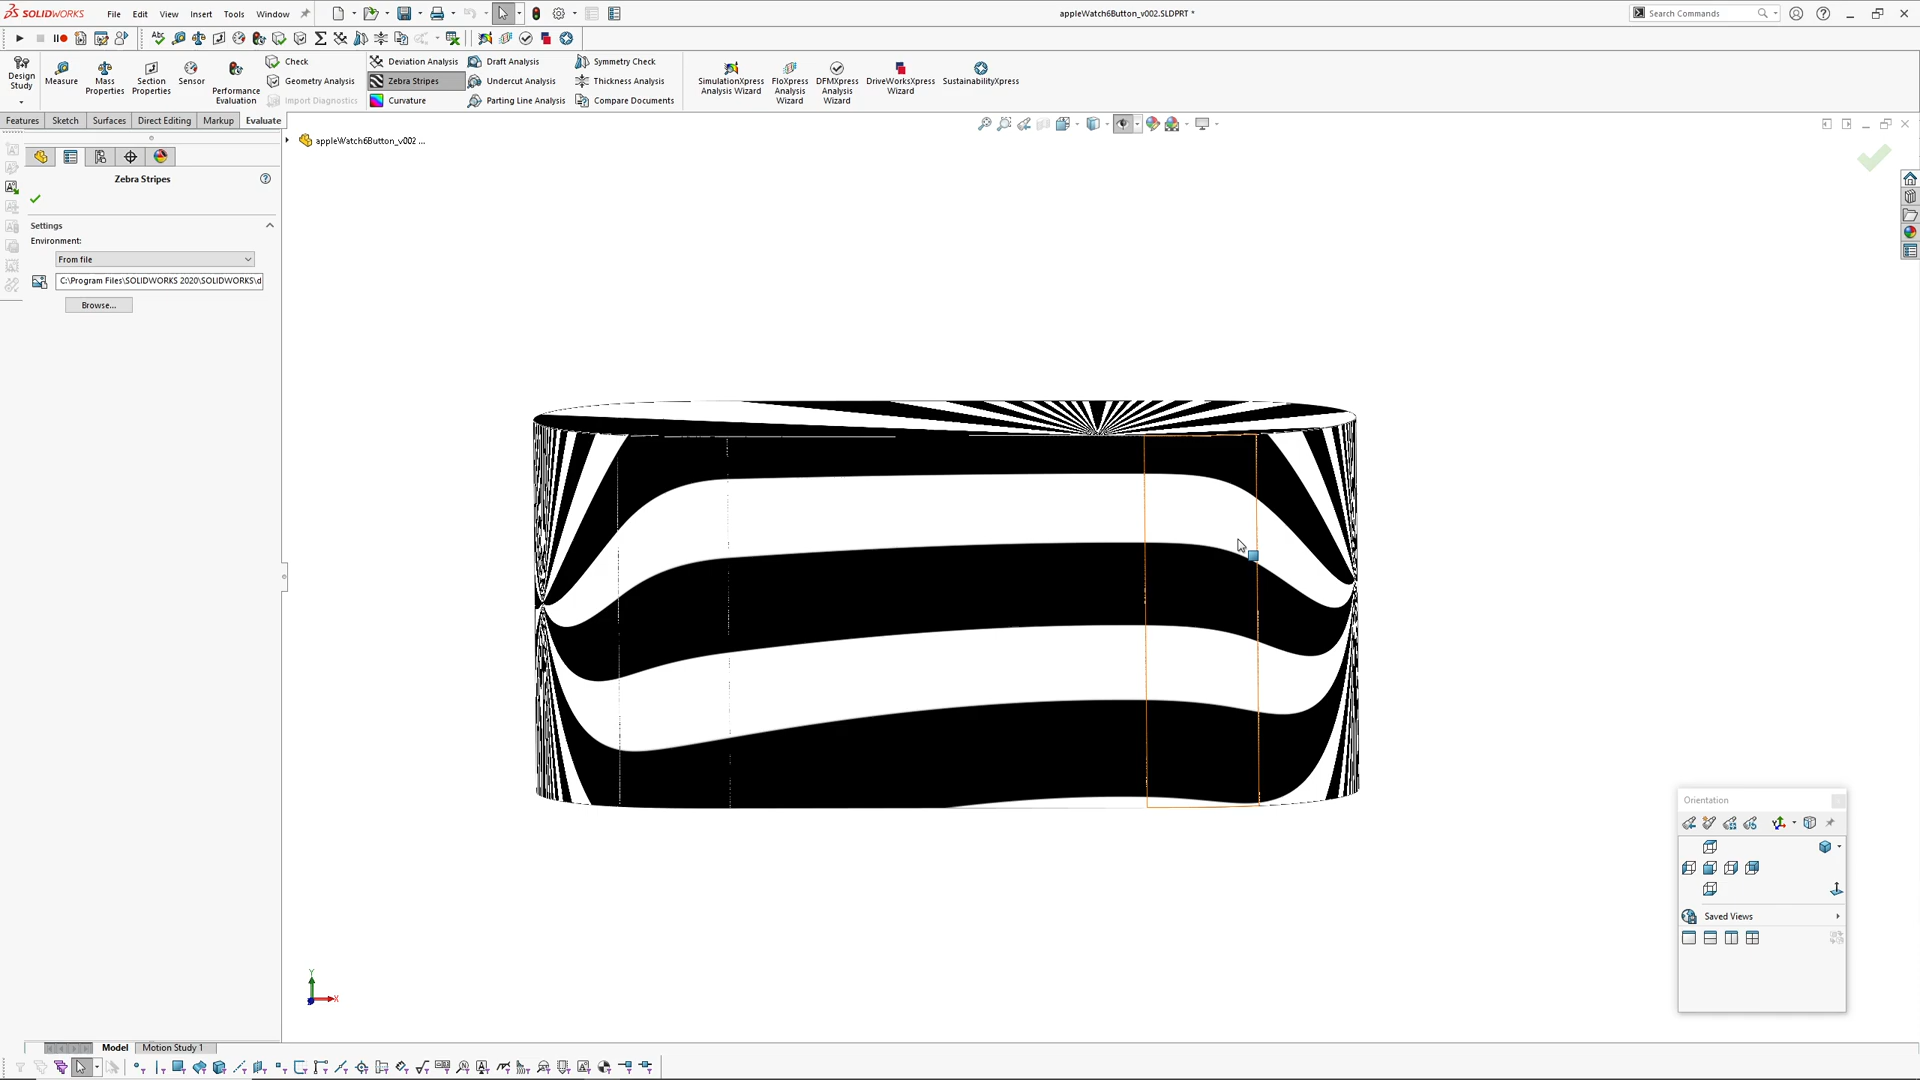 SOLIDWORKS File Edit View Insert Tools Window appleWatch6Button_v002.SLDPRT * Search Commands
Design Study
Measure
Mass Properties
Section Properties
Sensor
Performance Evaluation
Check
Geometry Analysis
Import Diagnostics
Deviation Analysis
Zebra Stripes
Curvature
Draft Analysis
Undercut Analysis
Parting Line Analysis
Symmetry Check
Thickness Analysis
Compare Documents
SimulationXpress Analysis Wizard
FloXpress Analysis Wizard
DFMXpress Analysis Wizard
DriveWorksXpress Wizard
SustainabilityXpress
Features Sketch Surfaces Direct Editing Markup Evaluate
appleWatch6Button_v002 ...
Zebra Stripes
Settings
Environment:
From file
C:\Program Files\SOLIDWORKS 2020\SOLIDWORKS\d
Browse...
Orientation
Saved Views
Y
X
Model Motion Study 1